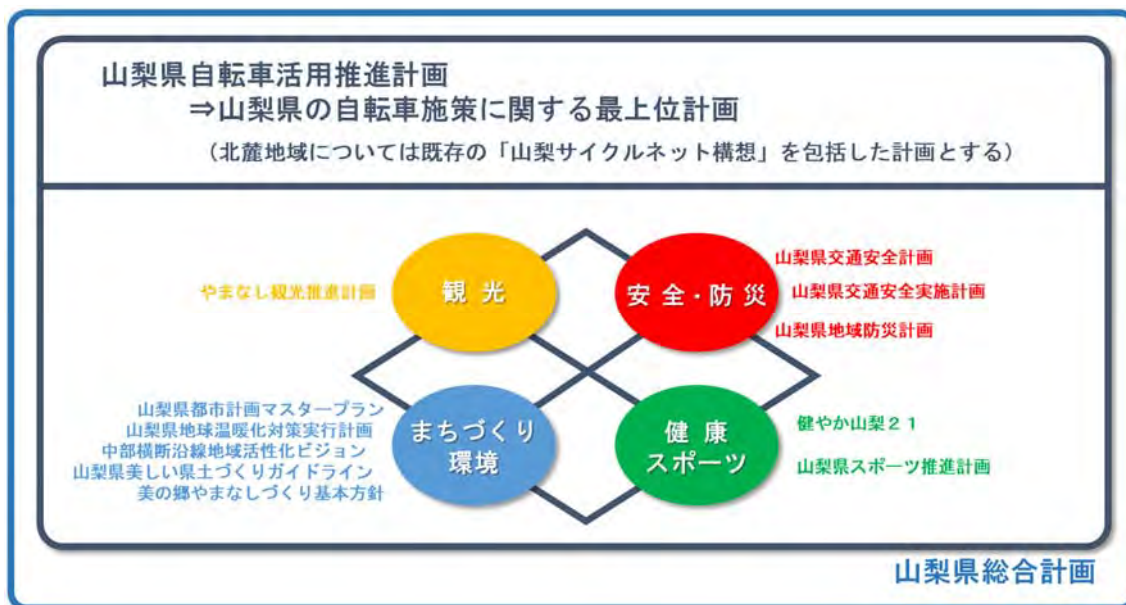 山梨県自転車活用推進計画
⇒山梨県の自転車施策に関する最上位計画
（北麓地域については既存の「山梨サイクルネット構想」を包括した計画とする）
やまなし観光推進計画
観 光
安 全・防 災
山梨県交通安全計画
山梨県交通安全実施計画
山梨県地域防災計画
山梨県都市計画マスタープラン
山梨県地球温暖化対策実行計画
中部横断沿線地域活性化ビジョン
山梨県美しい県土づくりガイドライン
美の郷やまなしづくり基本方針
まちづくり
環境
健 康
スポーツ
健やか山梨２１
山梨県スポーツ推進計画
山梨県総合計画